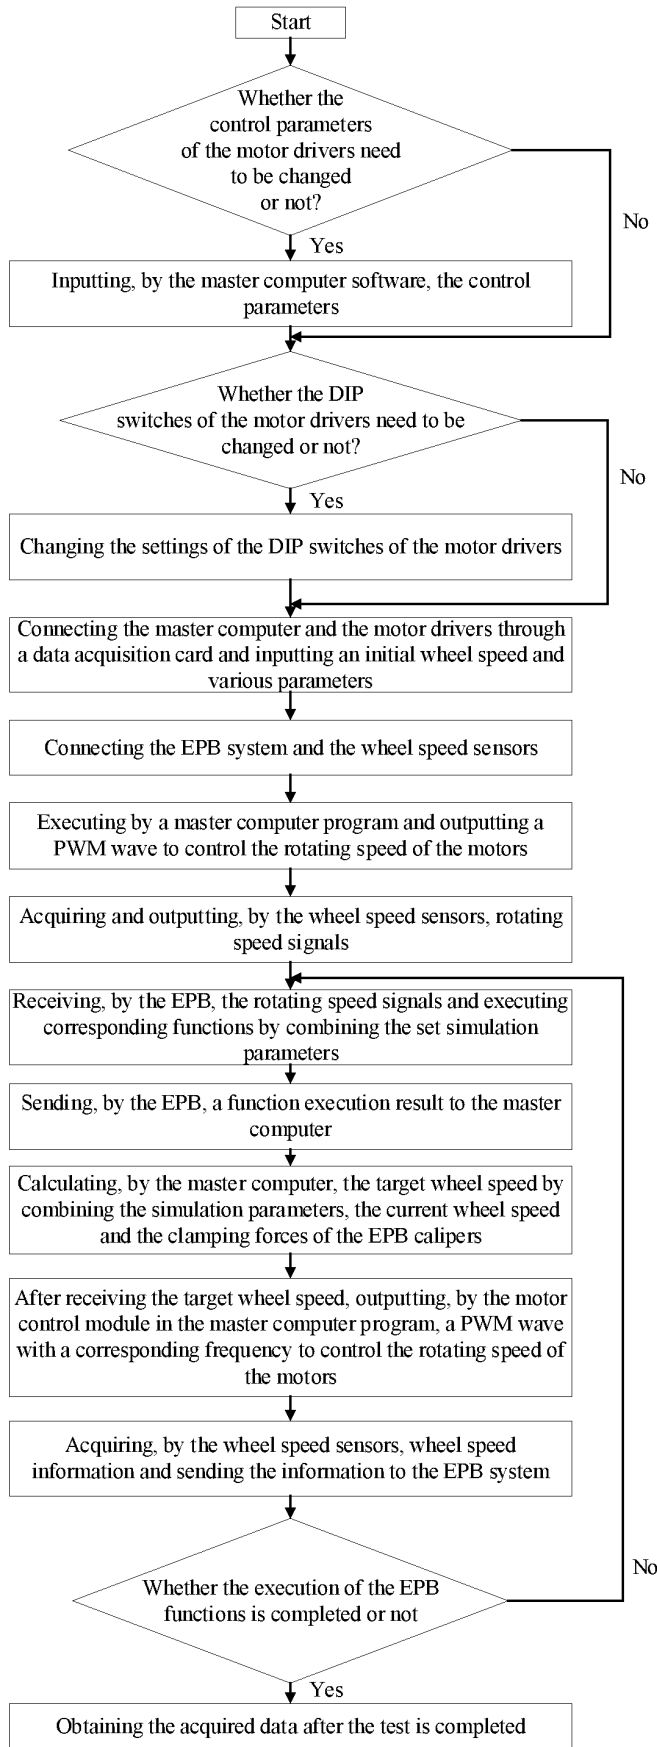 Start
Whether the
control parameters
of the motor drivers need
to be changed
or not?
No
Yes
Inputting, by the master computer software, the control
parameters
Whether the DIP
switches of the motor drivers need to be
changed or not?
No
Yes
Changing the settings of the DIP switches of the motor drivers
Connecting the master computer and the motor drivers through
a data acquisition card and inputting an initial wheel speed and
various parameters
Connecting the EPB system and the wheel speed sensors
Executing by a master computer program and outputting a
PWM wave to control the rotating speed of the motors
Acquiring and outputting, by the wheel speed sensors, rotating
speed signals
Receiving, by the EPB, the rotating speed signals and executing
corresponding functions by combining the set simulation
parameters
Sending, by the EPB, a function execution result to the master
computer
Calculating, by the master computer, the target wheel speed by
combining the simulation parameters, the current wheel speed
and the clamping forces of the EPB calipers
After receiving the target wheel speed, outputting, by the motor
control module in the master computer program, a PWM wave
with a corresponding frequency to control the rotating speed of
the motors
Acquiring, by the wheel speed sensors, wheel speed
information and sending the information to the EPB system
Whether the execution of the EPB
functions is completed or not
No
Yes
Obtaining the acquired data after the test is completed